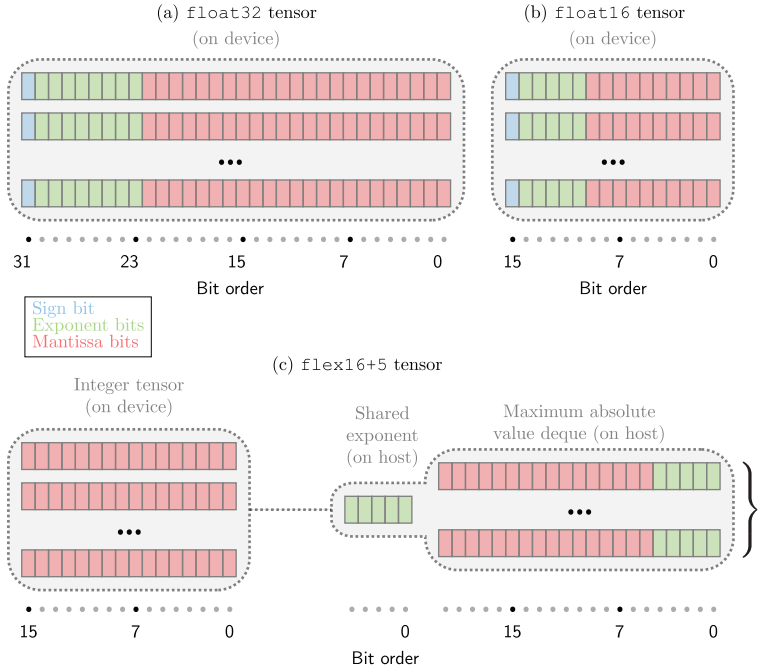 (a) float32 tensor
(on device)
(b) float16 tensor
(on device)
31 23 15 7 0
Bit order
15 7 0
Bit order
Sign bit
Exponent bits
Mantissa bits
(c) flex16+5 tensor
Integer tensor
(on device)
Shared
exponent
(on host)
Maximum absolute
value deque (on host)
15 7 0
0
15 7 0
Bit order